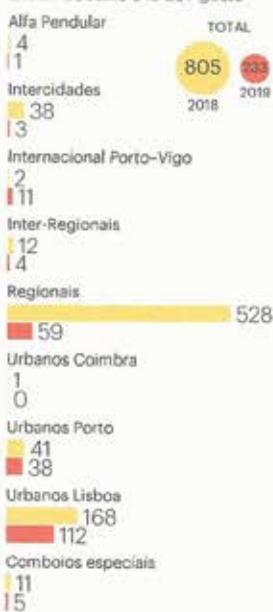 Alfa Pendular
4
1
TOTAL
805
233
2018
2019
Intercidades
38
3
Internacional Porto-Vigo
2
11
Inter-Regionais
12
4
Regionais
528
59
Urbanos Coimbra
1
0
Urbanos Porto
41
38
Urbanos Lisboa
168
112
Comboios especiais
11
5